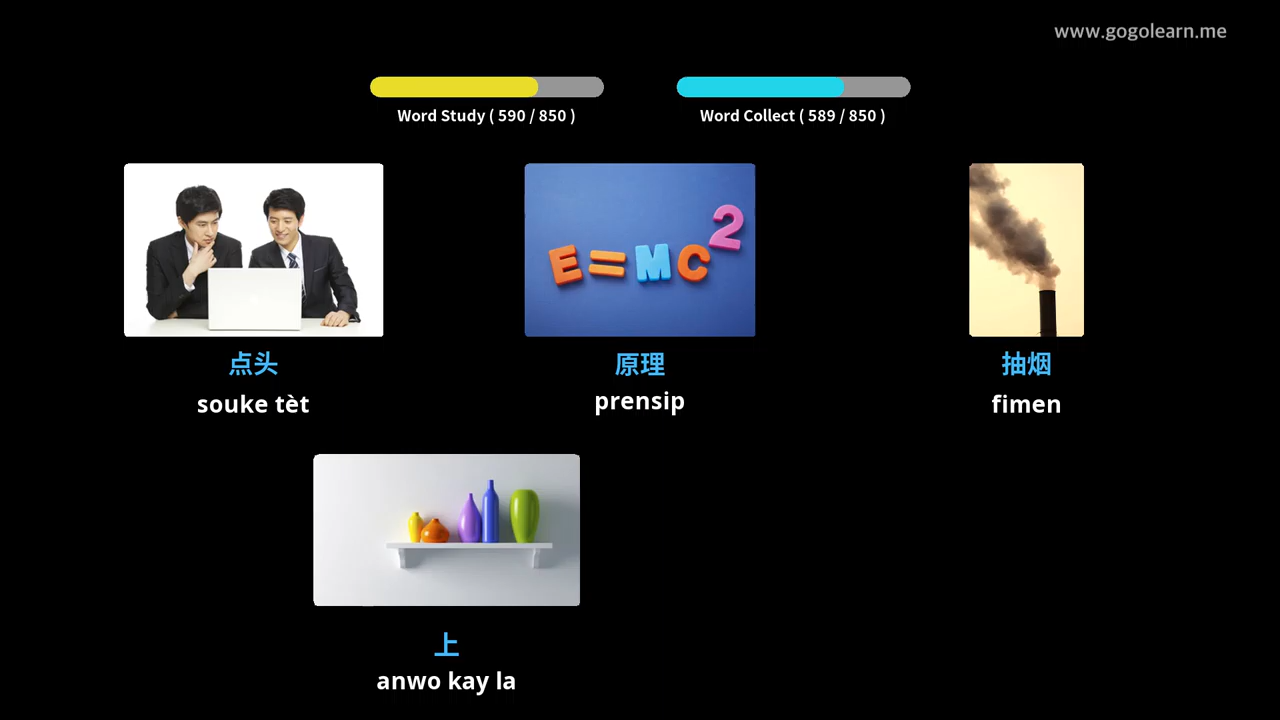 www.gogolearn.me
Word Study ( 590 / 850 )
Word Collect ( 589 / 850 )
E=MC2
点头
souke tèt
原理
prensip
抽烟
fimen
上
anwo kay la